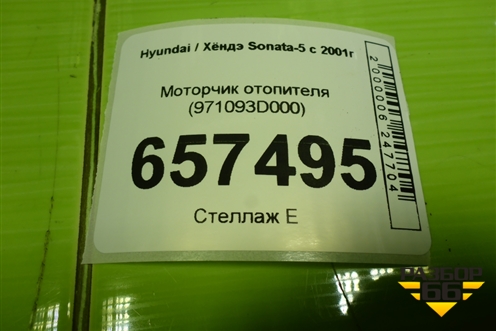 Hyundai / Хёндэ Sonata-5 с 2001г
Моторчик отопителя
(971093D000)
657495
Стеллаж Е
2000006247704
РАЗБОР
66